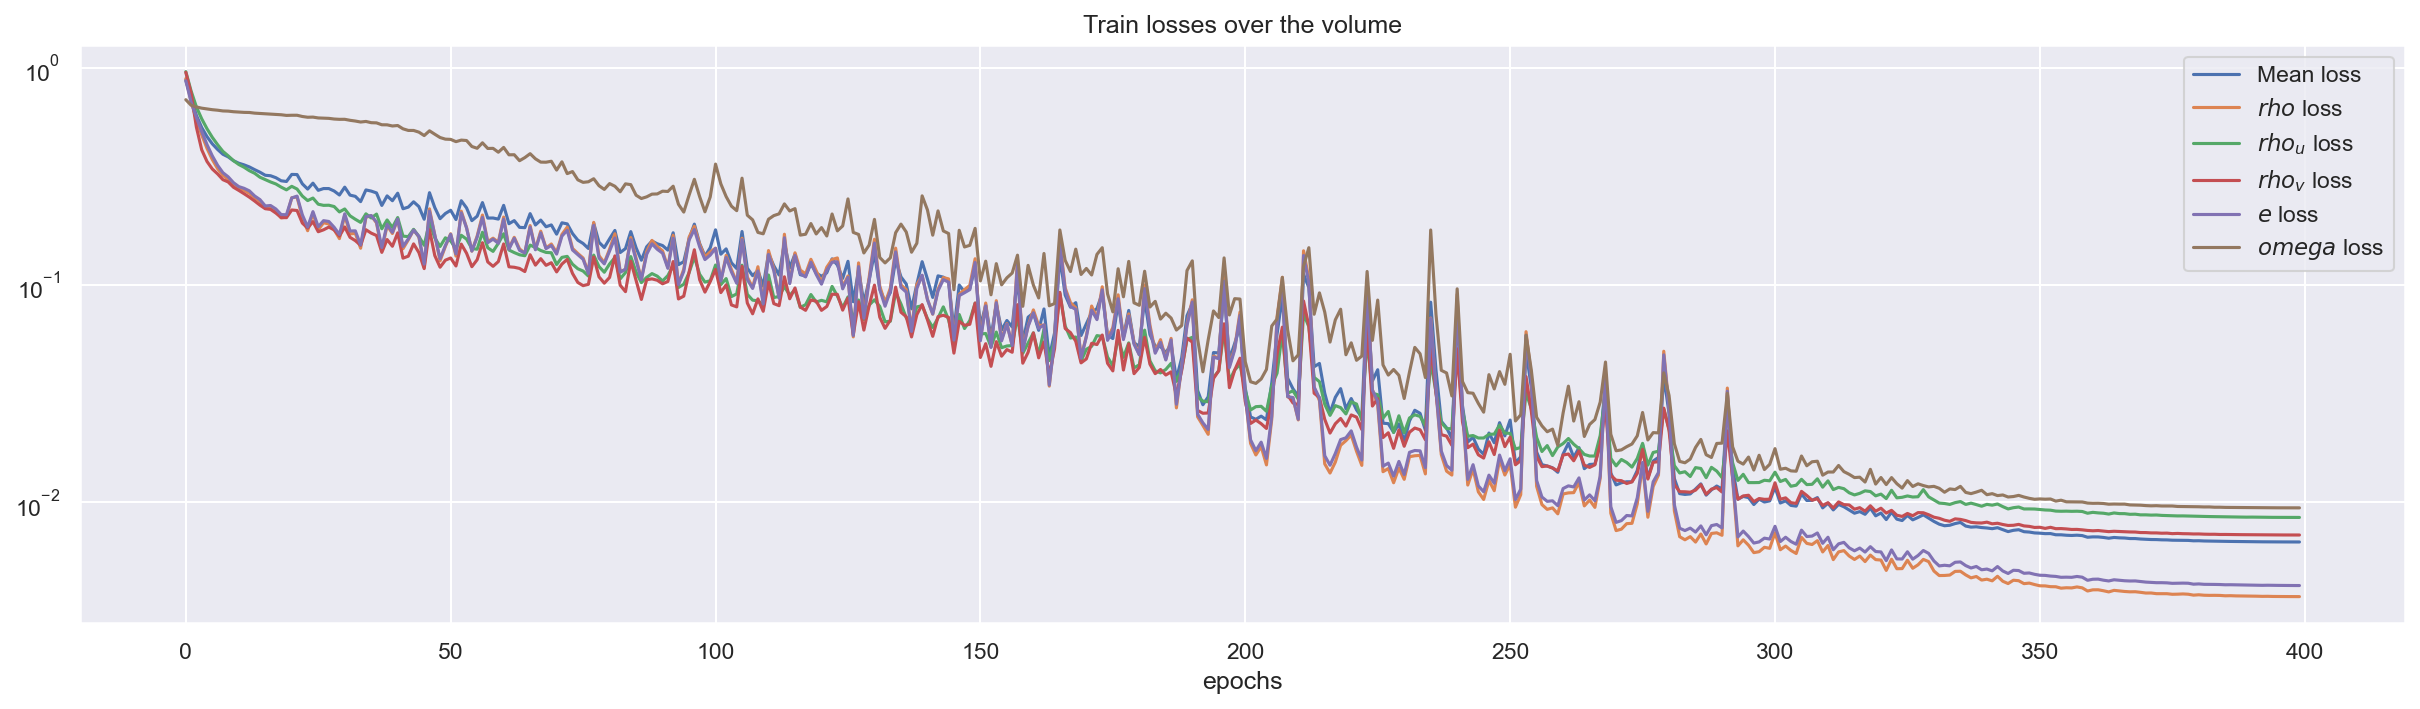 Train losses over the volume
10^0
10^-1
10^-2
Mean loss
rho loss
rho_u loss
rho_v loss
e loss
omega loss
0 50 100 150 200 250 300 350 400
epochs